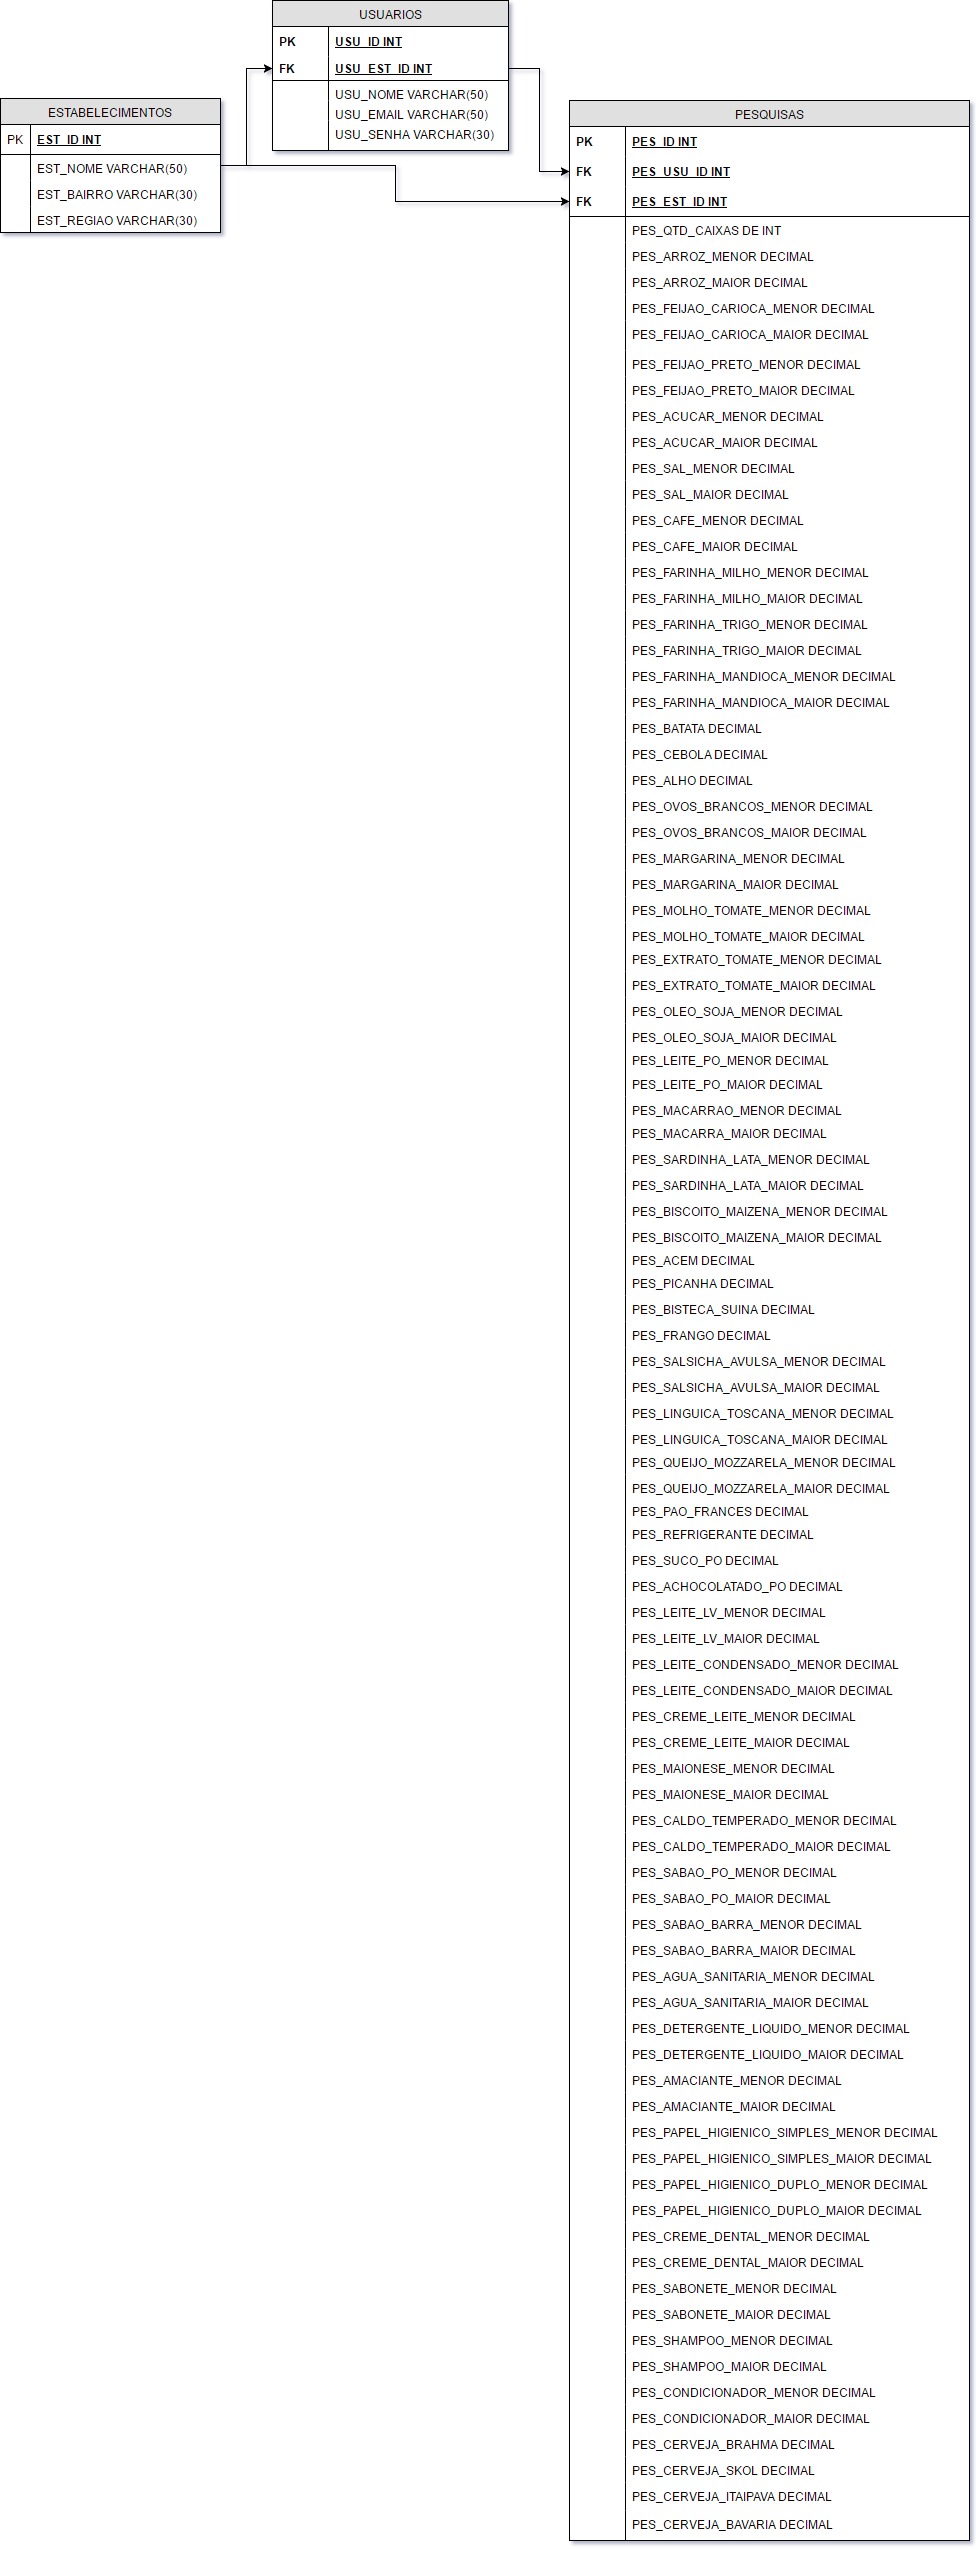 USUARIOS
PK USU_ID INT
FK USU_EST_ID INT
USU_NOME VARCHAR(50)
USU_EMAIL VARCHAR(50)
USU_SENHA VARCHAR(30)
ESTABELECIMENTOS
PK EST_ID INT
EST_NOME VARCHAR(50)
EST_BAIRRO VARCHAR(30)
EST_REGIAO VARCHAR(30)
PESQUISAS
PK PES_ID INT
FK PES_USU_ID INT
FK PES_EST_ID INT
PES_QTD_CAIXAS DE INT
PES_ARROZ_MENOR DECIMAL
PES_ARROZ_MAIOR DECIMAL
PES_FEIJAO_CARIOCA_MENOR DECIMAL
PES_FEIJAO_CARIOCA_MAIOR DECIMAL
PES_FEIJAO_PRETO_MENOR DECIMAL
PES_FEIJAO_PRETO_MAIOR DECIMAL
PES_ACUCAR_MENOR DECIMAL
PES_ACUCAR_MAIOR DECIMAL
PES_SAL_MENOR DECIMAL
PES_SAL_MAIOR DECIMAL
PES_CAFE_MENOR DECIMAL
PES_CAFE_MAIOR DECIMAL
PES_FARINHA_MILHO_MENOR DECIMAL
PES_FARINHA_MILHO_MAIOR DECIMAL
PES_FARINHA_TRIGO_MENOR DECIMAL
PES_FARINHA_TRIGO_MAIOR DECIMAL
PES_FARINHA_MANDIOCA_MENOR DECIMAL
PES_FARINHA_MANDIOCA_MAIOR DECIMAL
PES_BATATA DECIMAL
PES_CEBOLA DECIMAL
PES_ALHO DECIMAL
PES_OVOS_BRANCOS_MENOR DECIMAL
PES_OVOS_BRANCOS_MAIOR DECIMAL
PES_MARGARINA_MENOR DECIMAL
PES_MARGARINA_MAIOR DECIMAL
PES_MOLHO_TOMATE_MENOR DECIMAL
PES_MOLHO_TOMATE_MAIOR DECIMAL
PES_EXTRATO_TOMATE_MENOR DECIMAL
PES_EXTRATO_TOMATE_MAIOR DECIMAL
PES_OLEO_SOJA_MENOR DECIMAL
PES_OLEO_SOJA_MAIOR DECIMAL
PES_LEITE_PO_MENOR DECIMAL
PES_LEITE_PO_MAIOR DECIMAL
PES_MACARRAO_MENOR DECIMAL
PES_MACARRA_MAIOR DECIMAL
PES_SARDINHA_LATA_MENOR DECIMAL
PES_SARDINHA_LATA_MAIOR DECIMAL
PES_BISCOITO_MAIZENA_MENOR DECIMAL
PES_BISCOITO_MAIZENA_MAIOR DECIMAL
PES_ACEM DECIMAL
PES_PICANHA DECIMAL
PES_BISTECA_SUINA DECIMAL
PES_FRANGO DECIMAL
PES_SALSICHA_AVULSA_MENOR DECIMAL
PES_SALSICHA_AVULSA_MAIOR DECIMAL
PES_LINGUICA_TOSCANA_MENOR DECIMAL
PES_LINGUICA_TOSCANA_MAIOR DECIMAL
PES_QUEIJO_MOZZARELA_MENOR DECIMAL
PES_QUEIJO_MOZZARELA_MAIOR DECIMAL
PES_PAO_FRANCES DECIMAL
PES_REFRIGERANTE DECIMAL
PES_SUCO_PO DECIMAL
PES_ACHOCOLATADO_PO DECIMAL
PES_LEITE_LV_MENOR DECIMAL
PES_LEITE_LV_MAIOR DECIMAL
PES_LEITE_CONDENSADO_MENOR DECIMAL
PES_LEITE_CONDENSADO_MAIOR DECIMAL
PES_CREME_LEITE_MENOR DECIMAL
PES_CREME_LEITE_MAIOR DECIMAL
PES_MAIONESE_MENOR DECIMAL
PES_MAIONESE_MAIOR DECIMAL
PES_CALDO_TEMPERADO_MENOR DECIMAL
PES_CALDO_TEMPERADO_MAIOR DECIMAL
PES_SABAO_PO_MENOR DECIMAL
PES_SABAO_PO_MAIOR DECIMAL
PES_SABAO_BARRA_MENOR DECIMAL
PES_SABAO_BARRA_MAIOR DECIMAL
PES_AGUA_SANITARIA_MENOR DECIMAL
PES_AGUA_SANITARIA_MAIOR DECIMAL
PES_DETERGENTE_LIQUIDO_MENOR DECIMAL
PES_DETERGENTE_LIQUIDO_MAIOR DECIMAL
PES_AMACIANTE_MENOR DECIMAL
PES_AMACIANTE_MAIOR DECIMAL
PES_PAPEL_HIGIENICO_SIMPLES_MENOR DECIMAL
PES_PAPEL_HIGIENICO_SIMPLES_MAIOR DECIMAL
PES_PAPEL_HIGIENICO_DUPLO_MENOR DECIMAL
PES_PAPEL_HIGIENICO_DUPLO_MAIOR DECIMAL
PES_CREME_DENTAL_MENOR DECIMAL
PES_CREME_DENTAL_MAIOR DECIMAL
PES_SABONETE_MENOR DECIMAL
PES_SABONETE_MAIOR DECIMAL
PES_SHAMPOO_MENOR DECIMAL
PES_SHAMPOO_MAIOR DECIMAL
PES_CONDICIONADOR_MENOR DECIMAL
PES_CONDICIONADOR_MAIOR DECIMAL
PES_CERVEJA_BRAHMA DECIMAL
PES_CERVEJA_SKOL DECIMAL
PES_CERVEJA_ITAIPAVA DECIMAL
PES_CERVEJA_BAVARIA DECIMAL